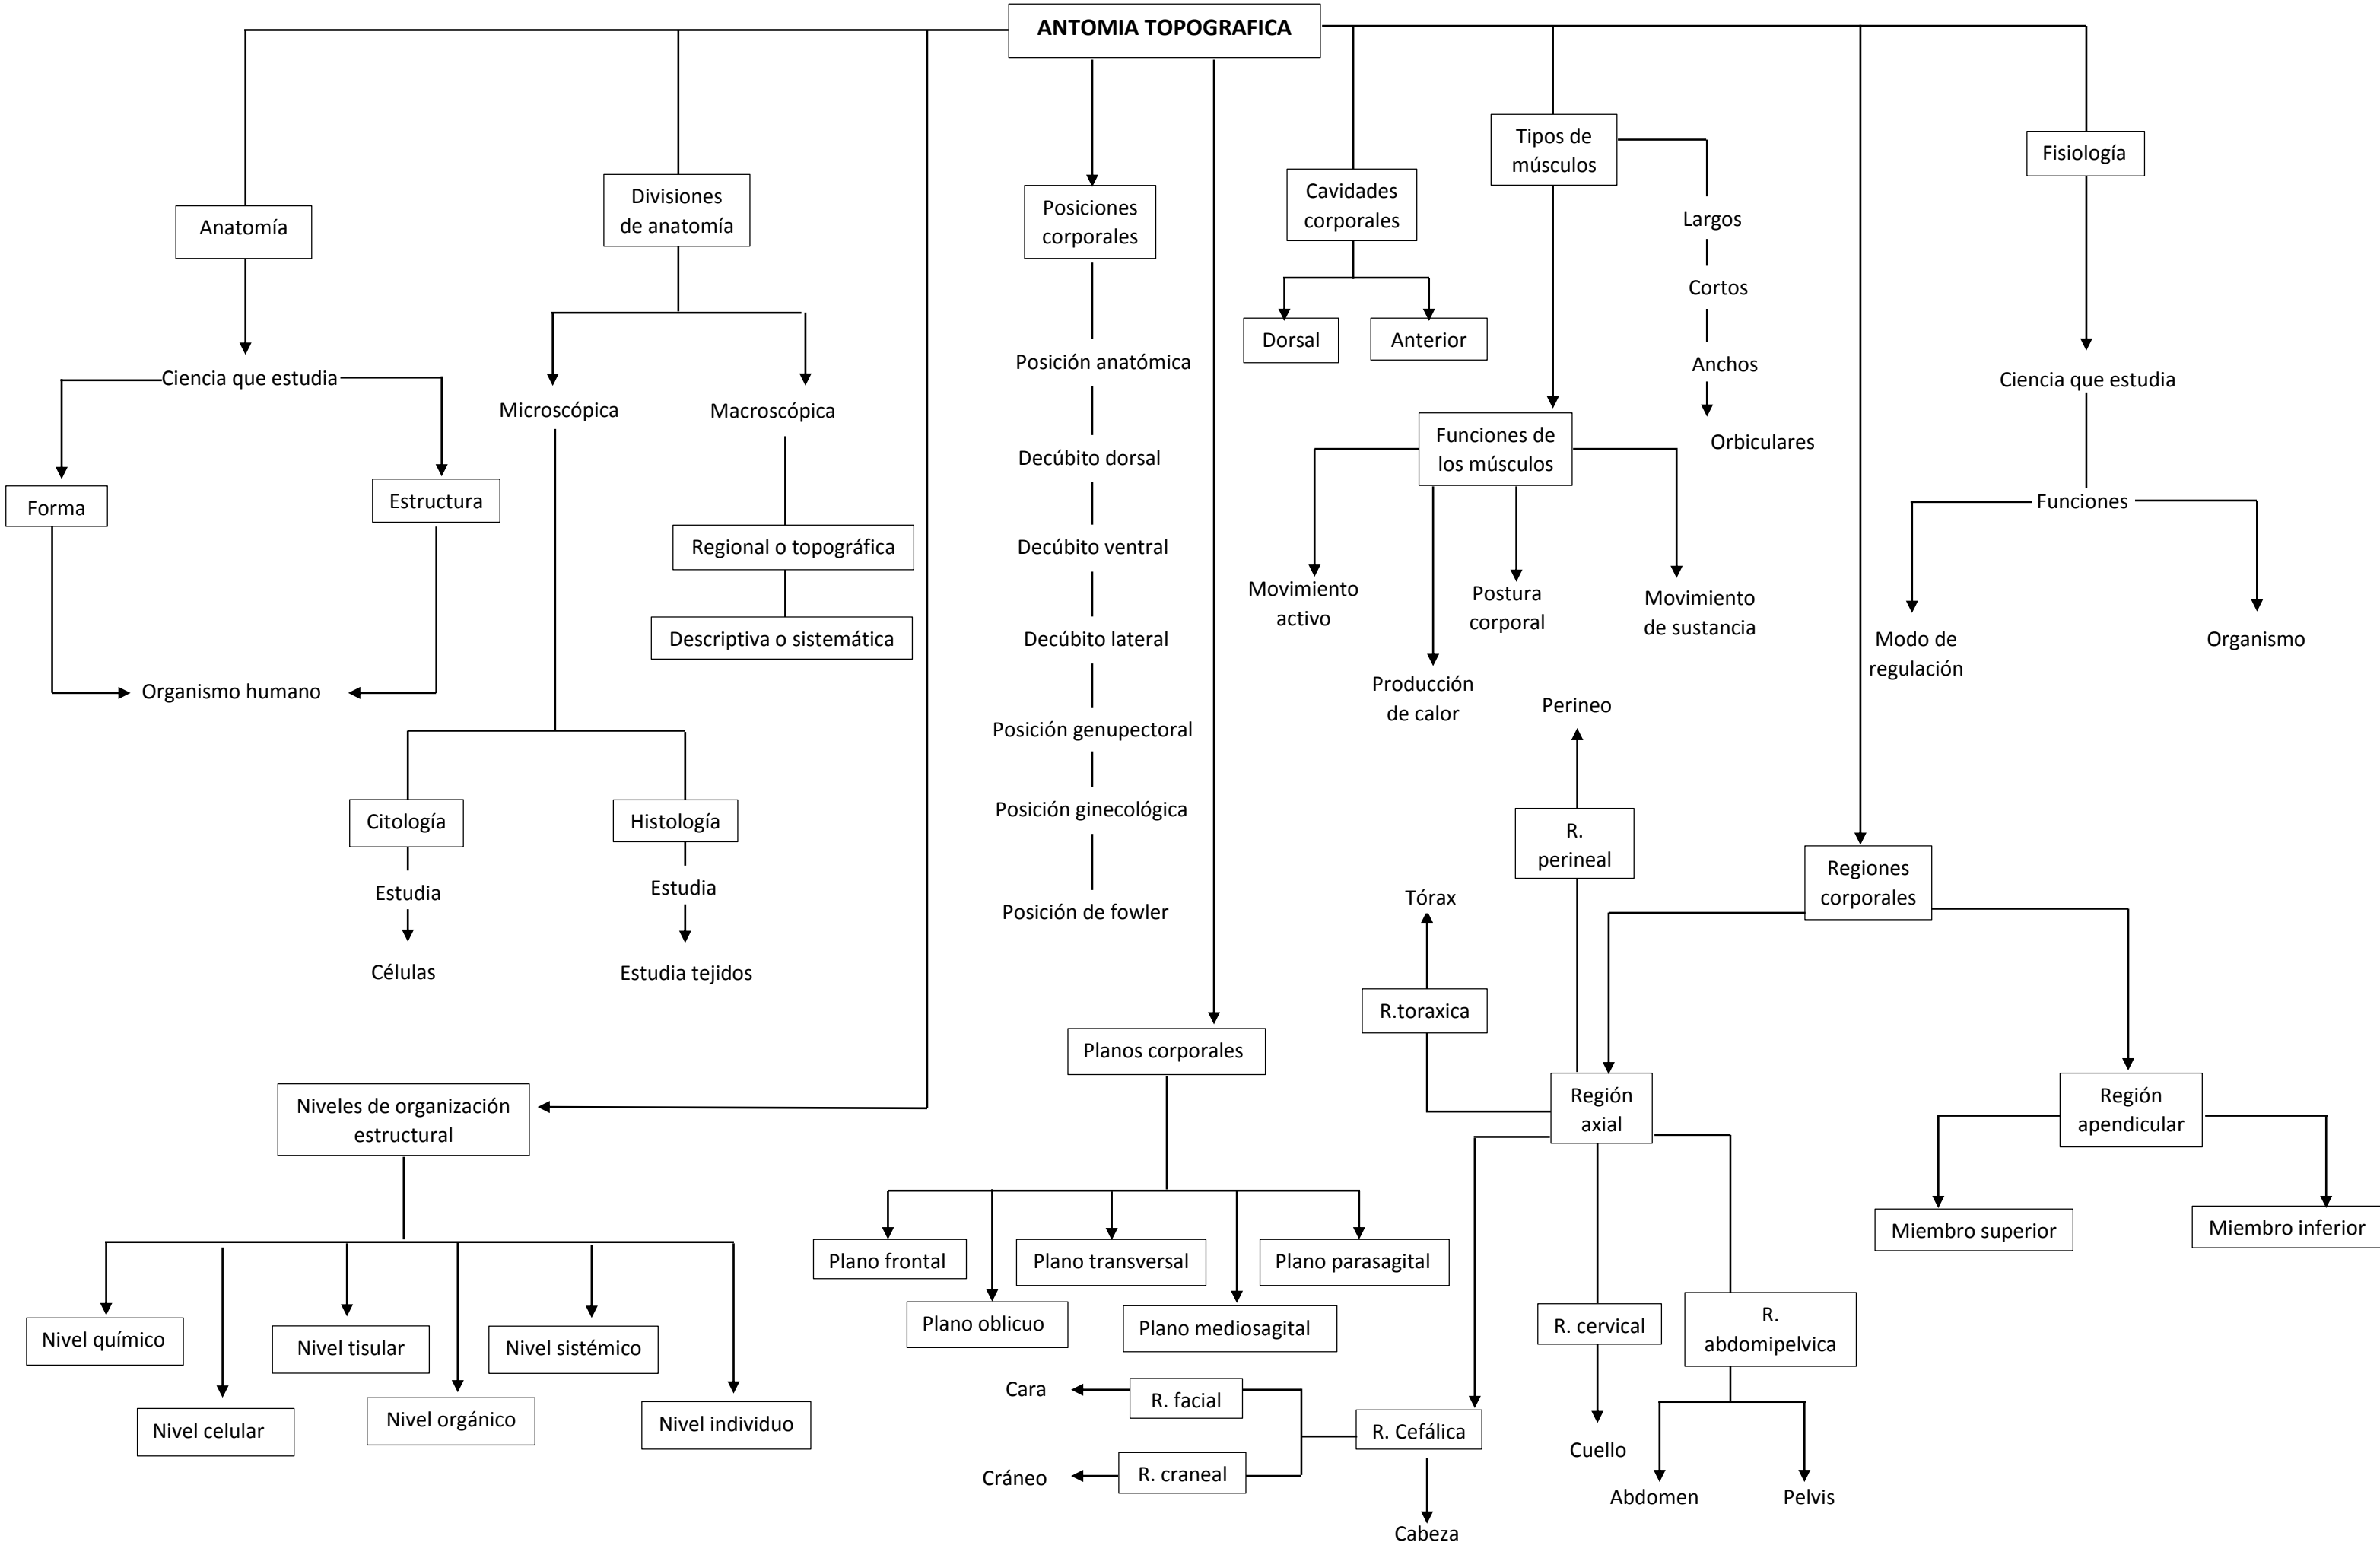 ANTOMIA TOPOGRAFICA
Anatomía
Ciencia que estudia
Forma
Estructura
Organismo humano
Divisiones
de anatomía
Microscópica
Macroscópica
Regional o topográfica
Descriptiva o sistemática
Citología
Estudia
Células
Histología
Estudia
Estudia tejidos
Niveles de organización
estructural
Nivel químico
Nivel celular
Nivel tisular
Nivel orgánico
Nivel sistémico
Nivel individuo
Posiciones
corporales
Posición anatómica
Decúbito dorsal
Decúbito ventral
Decúbito lateral
Posición genupectoral
Posición ginecológica
Posición de fowler
Planos corporales
Plano frontal
Plano oblicuo
Plano transversal
Plano mediosagital
Plano parasagital
Cavidades
corporales
Dorsal
Anterior
Tipos de
músculos
Largos
Cortos
Anchos
Orbiculares
Funciones de
los músculos
Movimiento
activo
Producción
de calor
Postura
corporal
Movimiento
de sustancia
Regiones
corporales
Región
axial
R.
perineal
Perineo
R.toraxica
Tórax
R. Cefálica
R. facial
Cara
R. craneal
Cráneo
Cabeza
R. cervical
Cuello
R.
abdomipelvica
Abdomen
Pelvis
Región
apendicular
Miembro superior
Miembro inferior
Fisiología
Ciencia que estudia
Funciones
Modo de
regulación
Organismo